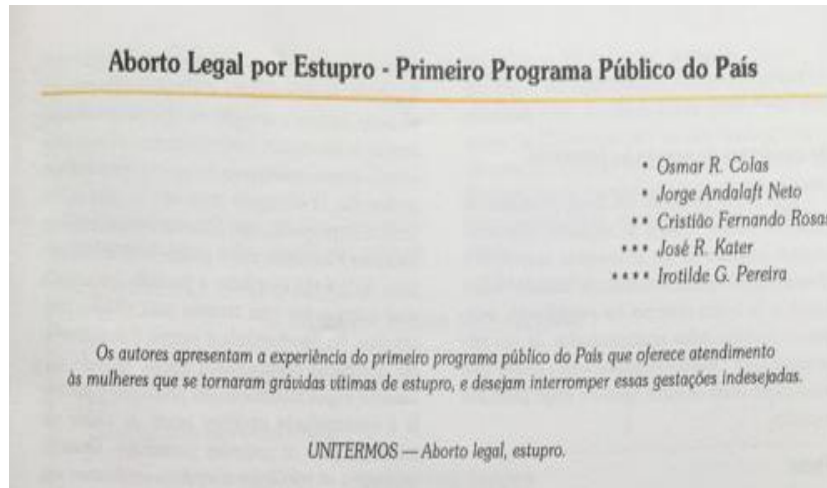 Aborto Legal por Estupro - Primeiro Programa Público do País
* Osmar R. Colas
* Jorge Andalaft Neto
** Cristião Fernando Rosas
*** José R. Kater
**** Irotilde G. Pereira
Os autores apresentam a experiência do primeiro programa público do País que oferece atendimento
às mulheres que se tornaram grávidas vítimas de estupro, e desejam interromper essas gestações indesejadas.
UNITERMOS — Aborto legal, estupro.